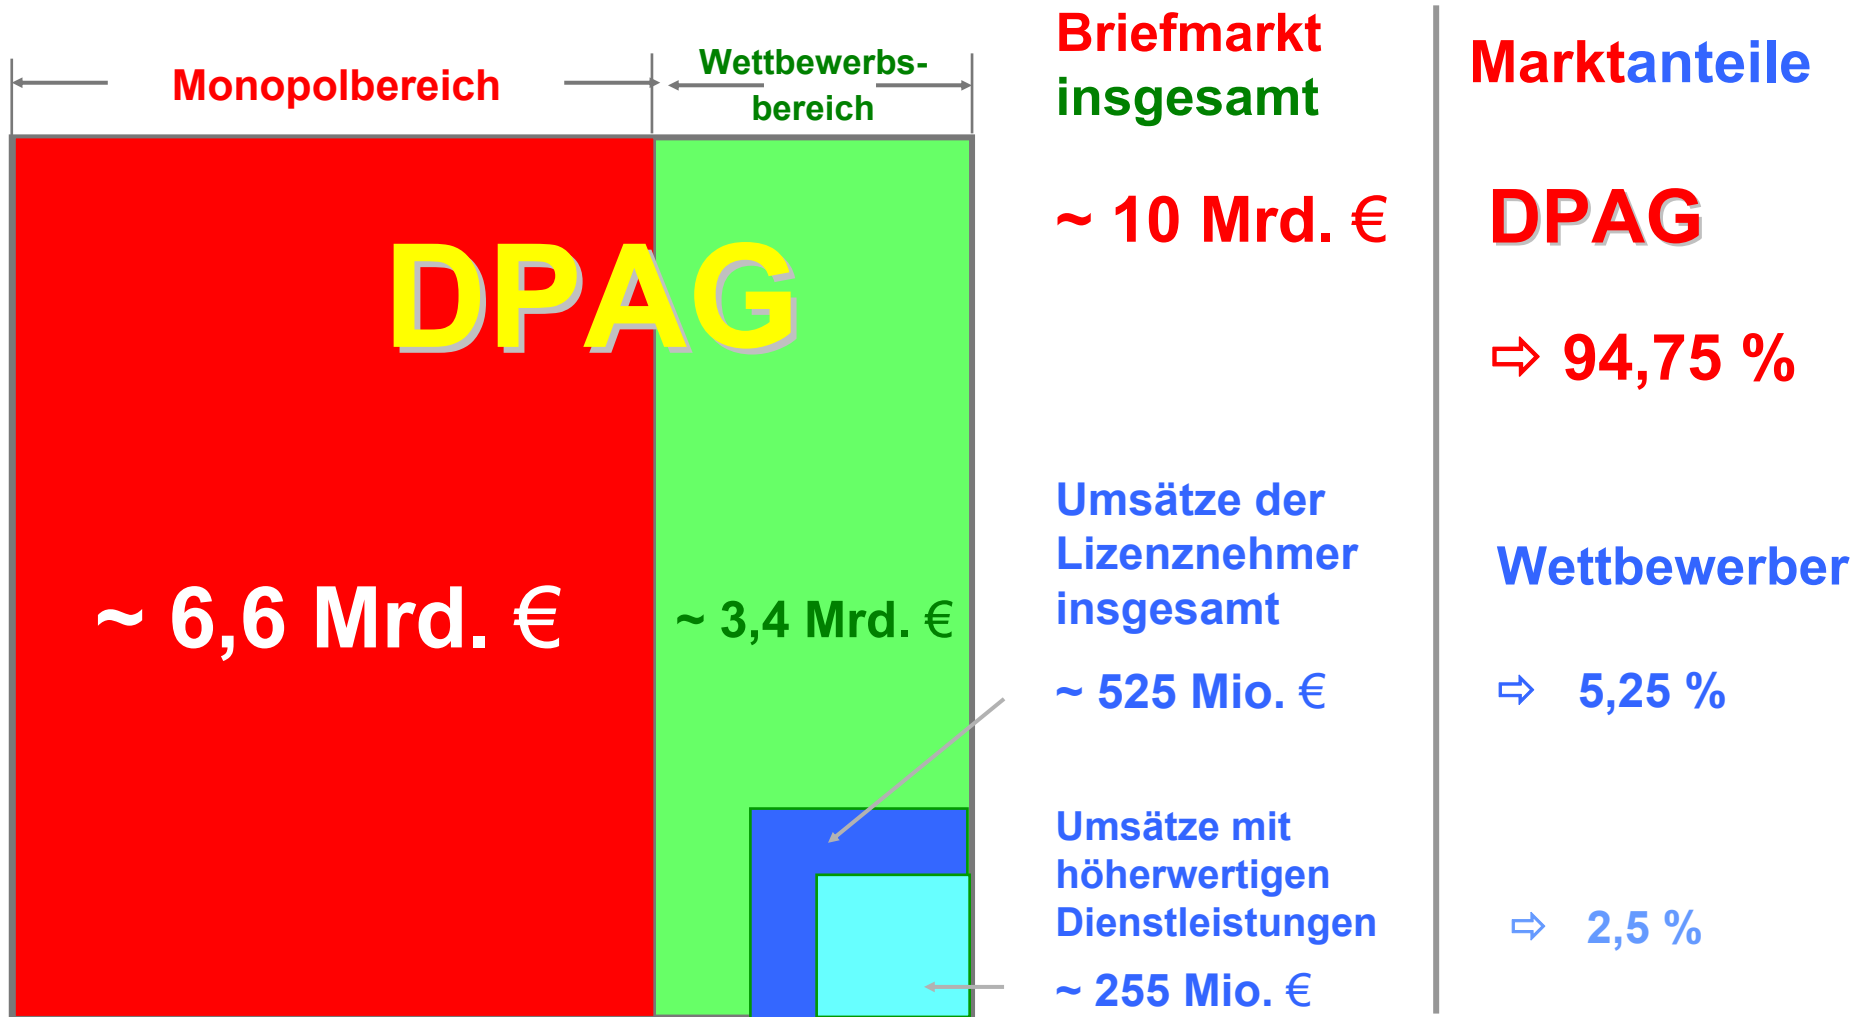 Monopolbereich
Wettbewerbs-
bereich
DPAG
~ 6,6 Mrd. €
~ 3,4 Mrd. €
Briefmarkt
insgesamt
~ 10 Mrd. €
Umsätze der
Lizenznehmer
insgesamt
~ 525 Mio. €
Umsätze mit
höherwertigen
Dienstleistungen
~ 255 Mio. €
Marktanteile
DPAG
⇨ 94,75 %
Wettbewerber
⇨ 5,25 %
⇨ 2,5 %